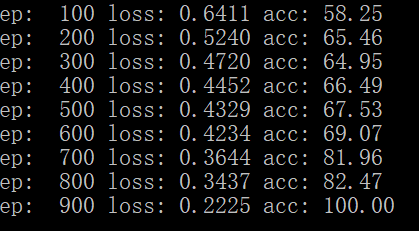 ep:  100 loss: 0.6411 acc: 58.25
ep:  200 loss: 0.5240 acc: 65.46
ep:  300 loss: 0.4720 acc: 64.95
ep:  400 loss: 0.4452 acc: 66.49
ep:  500 loss: 0.4329 acc: 67.53
ep:  600 loss: 0.4234 acc: 69.07
ep:  700 loss: 0.3644 acc: 81.96
ep:  800 loss: 0.3437 acc: 82.47
ep:  900 loss: 0.2225 acc: 100.00